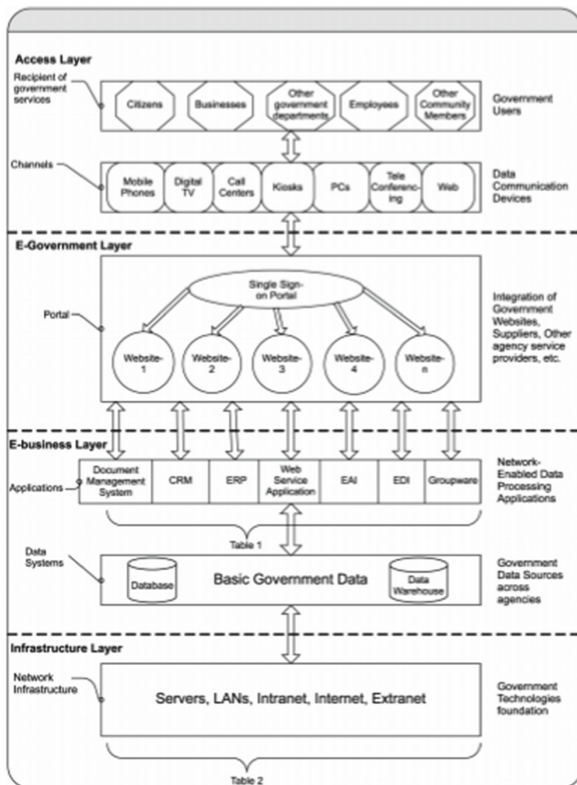 Access Layer
Recipient of
government
services
Citizens
Businesses
Other
government
departments
Employees
Other
Community
Members
Government
Users
Channels
Mobile
Phones
Digital
TV
Call
Centers
Kiosks
PCs
Tele
Conferenc-
ing
Web
Data
Communication
Devices
E-Government Layer
Portal
Single Sign-
on Portal
Website-
1
Website-
2
Website-
3
Website-
4
Website-
n
Integration of
Government
Websites,
Suppliers, Other
agency service
providers, etc.
E-business Layer
Applications
Document
Management
System
CRM
ERP
Web
Service
Application
EAI
EDI
Groupware
Network-
Enabled Data
Processing
Applications
Table 1
Data
Systems
Database
Basic Government Data
Data
Warehouse
Government
Data Sources
across
agencies
Infrastructure Layer
Network
Infrastructure
Servers, LANs, Intranet, Internet, Extranet
Government
Technologies
foundation
Table 2